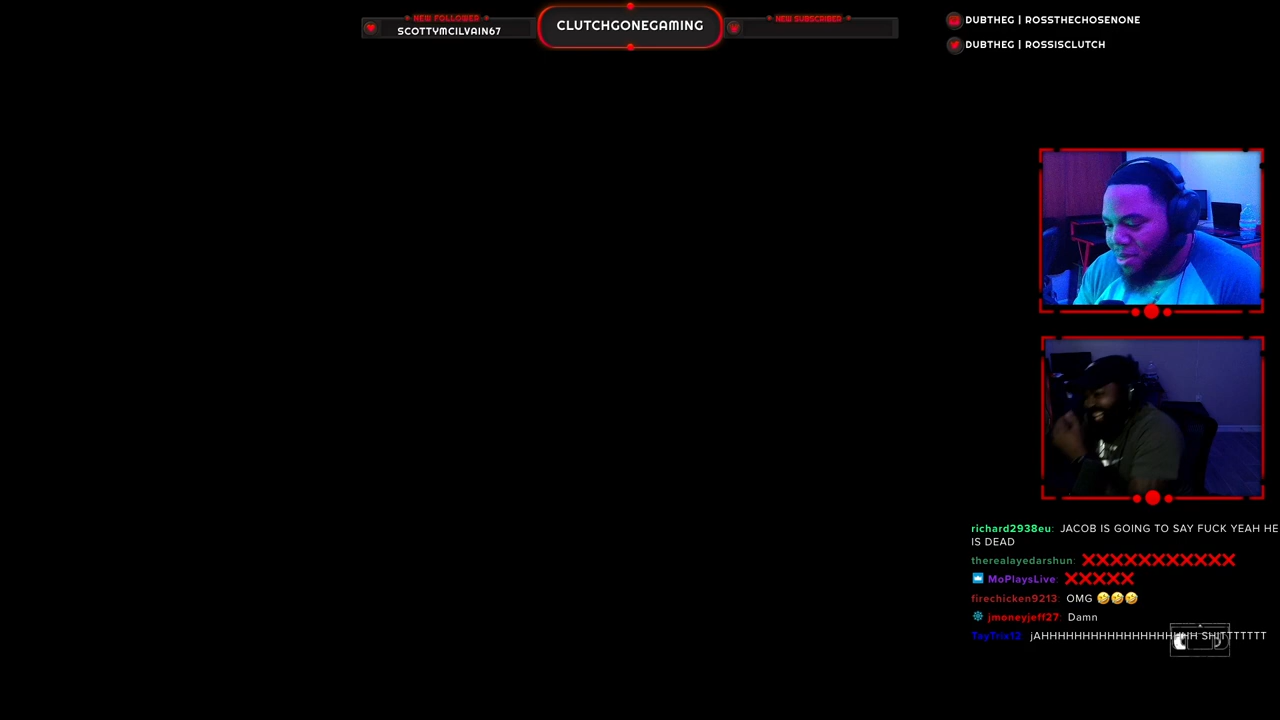 NEW FOLLOWER
SCOTTYMCILVAIN67
CLUTCHGONEGAMING
NEW SUBSCRIBER
DUBTHEG | ROSSTHECHOSENONE
DUBTHEG | ROSSISCLUTCH
richard2938eu: JACOB IS GOING TO SAY FUCK YEAH HE
IS DEAD
therealayedarshun: ❌❌❌❌❌❌❌❌❌❌❌
MoPlaysLive: ❌❌❌❌❌
firechicken9213: OMG 🤣🤣🤣
jmoneyjeff27: Damn
TayTrix12: jAHHHHHHHHHHHHHHHHHHH SHITTTTTTT